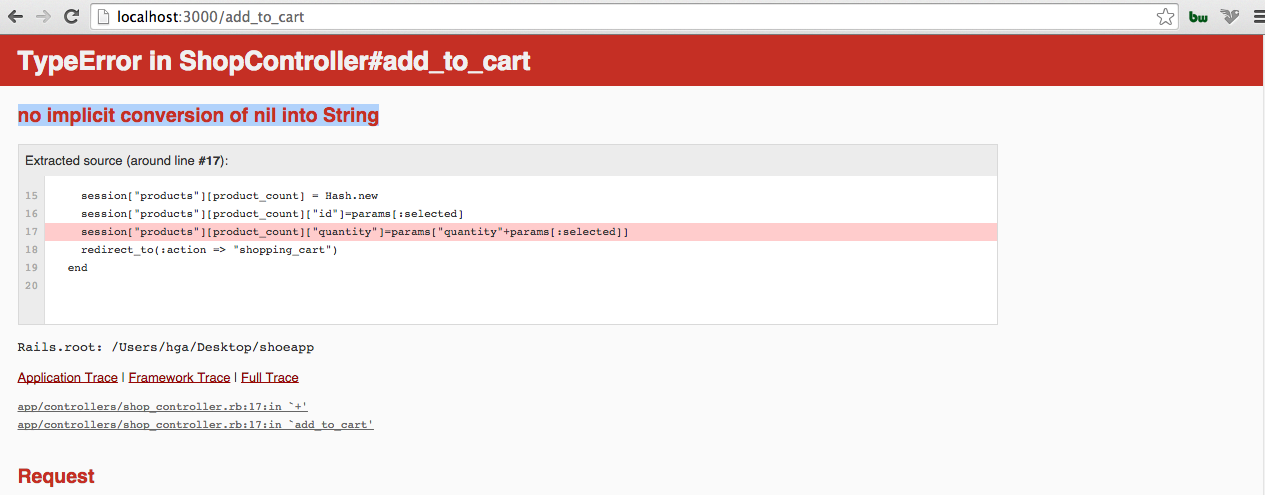 localhost:3000/add_to_cart
bw
TypeError in ShopController#add_to_cart
no implicit conversion of nil into String
Extracted source (around line #17):
15 session["products"][product_count] = Hash.new
16 session["products"][product_count]["id"]=params[:selected]
17 session["products"][product_count]["quantity"]=params["quantity"+params[:selected]]
18 redirect_to(:action => "shopping_cart")
19 end
20
Rails.root: /Users/hga/Desktop/shoeapp
Application Trace | Framework Trace | Full Trace
app/controllers/shop_controller.rb:17:in `+'
app/controllers/shop_controller.rb:17:in `add_to_cart'
Request